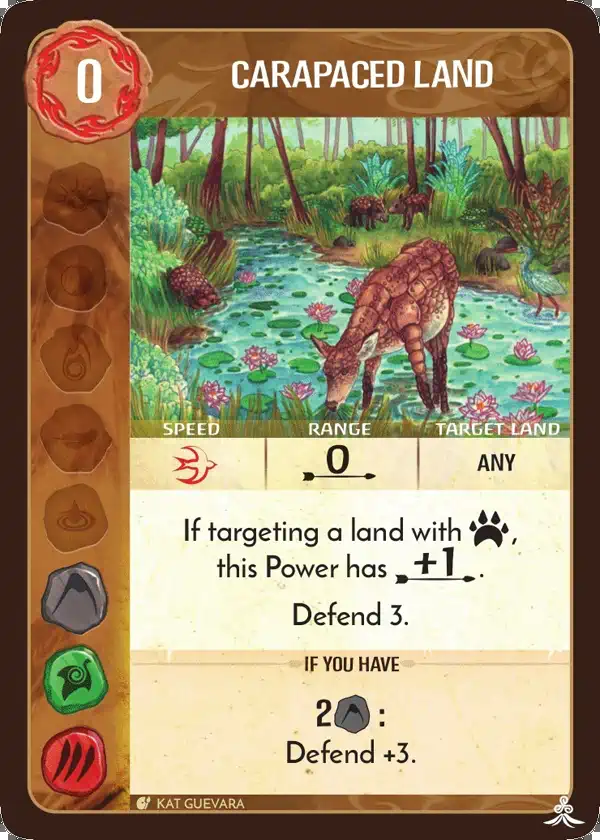 0
CARAPACED LAND
SPEED RANGE TARGET LAND
0 ANY
If targeting a land with ,
this Power has +1 .
Defend 3.
IF YOU HAVE
2 :
Defend +3.
KAT GUEVARA